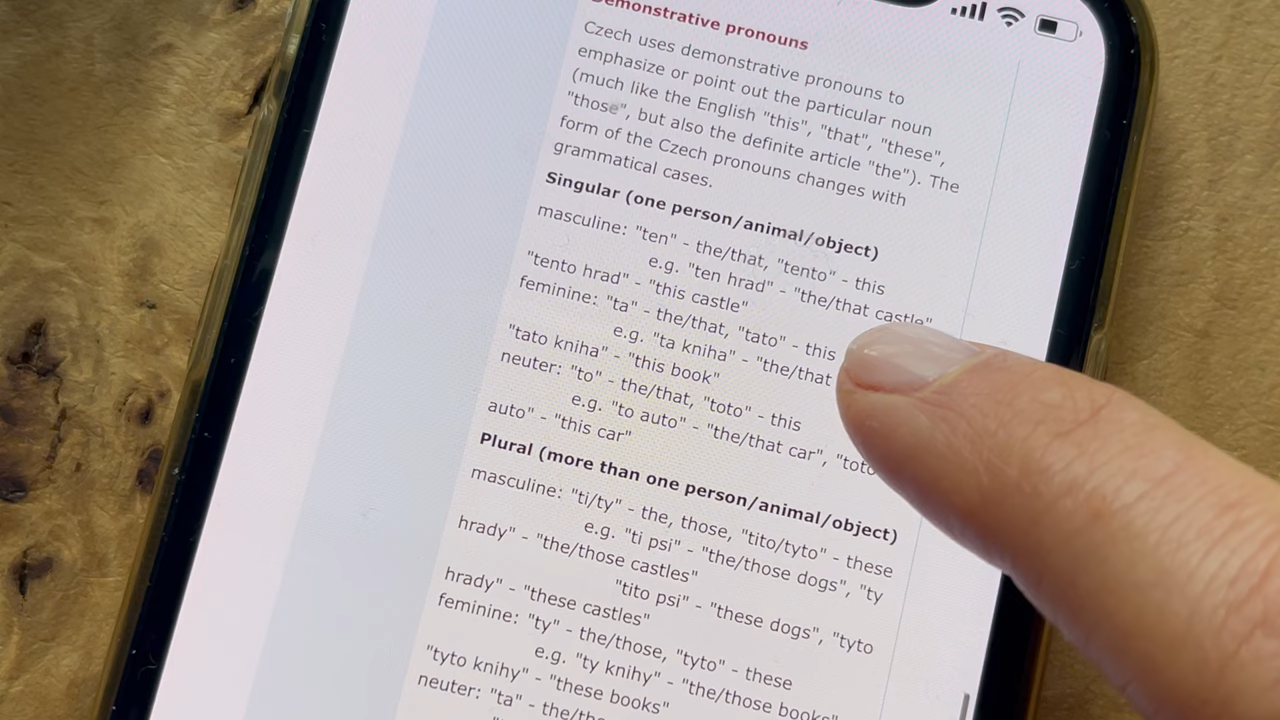 Demonstrative pronouns
Czech uses demonstrative pronouns to
emphasize or point out the particular noun
(much like the English "this", "that", "these",
"those", but also the definite article "the"). The
form of the Czech pronouns changes with
grammatical cases.
Singular (one person/animal/object)
masculine: "ten" - the/that, "tento" - this
e.g. "ten hrad" - "the/that castle"
"tento hrad" - "this castle"
feminine: "ta" - the/that, "tato" - this
e.g. "ta kniha" - "the/that
"tato kniha" - "this book"
neuter: "to" - the/that, "toto" - this
e.g. "to auto" - "the/that car", "toto
auto" - "this car"
Plural (more than one person/animal/object)
masculine: "ti/ty" - the, those, "tito/tyto" - these
e.g. "ti psi" - "the/those dogs", "ty
hrady" - "the/those castles"
"tito psi" - "these dogs", "tyto
hrady" - "these castles"
feminine: "ty" - the/those, "tyto" - these
e.g. "ty knihy" - "the/those books"
"tyto knihy" - "these books"
neuter: "ta" - the/those